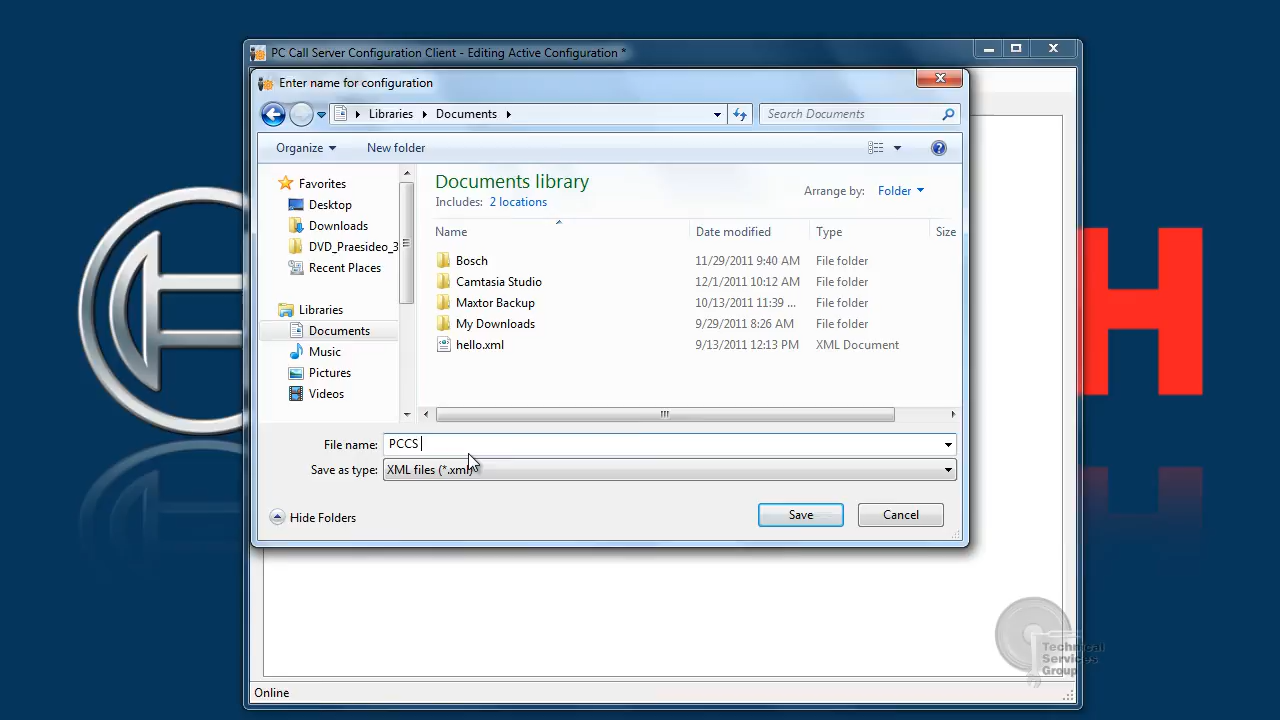 PC Call Server Configuration Client - Editing Active Configuration *
Enter name for configuration
Libraries
Documents
Search Documents
Organize
New folder
Favorites
Desktop
Downloads
DVD_Praesideo_3
Recent Places
Libraries
Documents
Music
Pictures
Videos
Documents library
Includes: 2 locations
Arrange by: Folder
Name Date modified Type Size
Bosch 11/29/2011 9:40 AM File folder
Camtasia Studio 12/1/2011 10:12 AM File folder
Maxtor Backup 10/13/2011 11:39 ... File folder
My Downloads 9/29/2011 8:26 AM File folder
hello.xml 9/13/2011 12:13 PM XML Document
File name: PCCS
Save as type: XML files (*.xml)
Hide Folders
Save
Cancel
H
Technical
Services
Group
Online